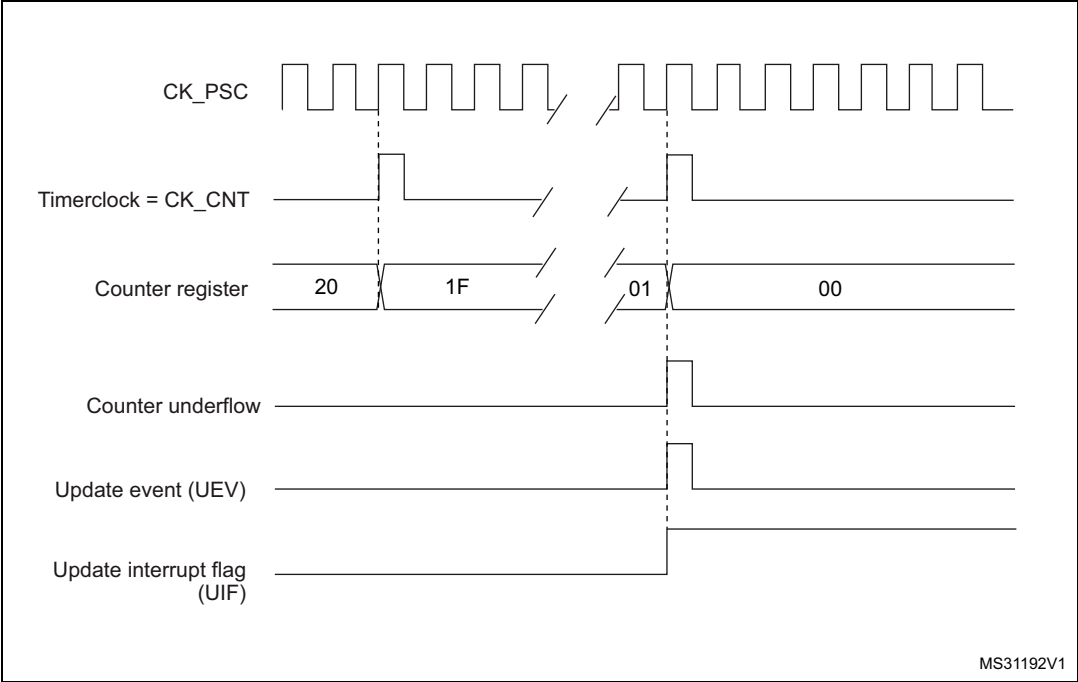 CK_PSC
Timerclock = CK_CNT
Counter register
20
1F
01
00
Counter underflow
Update event (UEV)
Update interrupt flag
(UIF)
MS31192V1